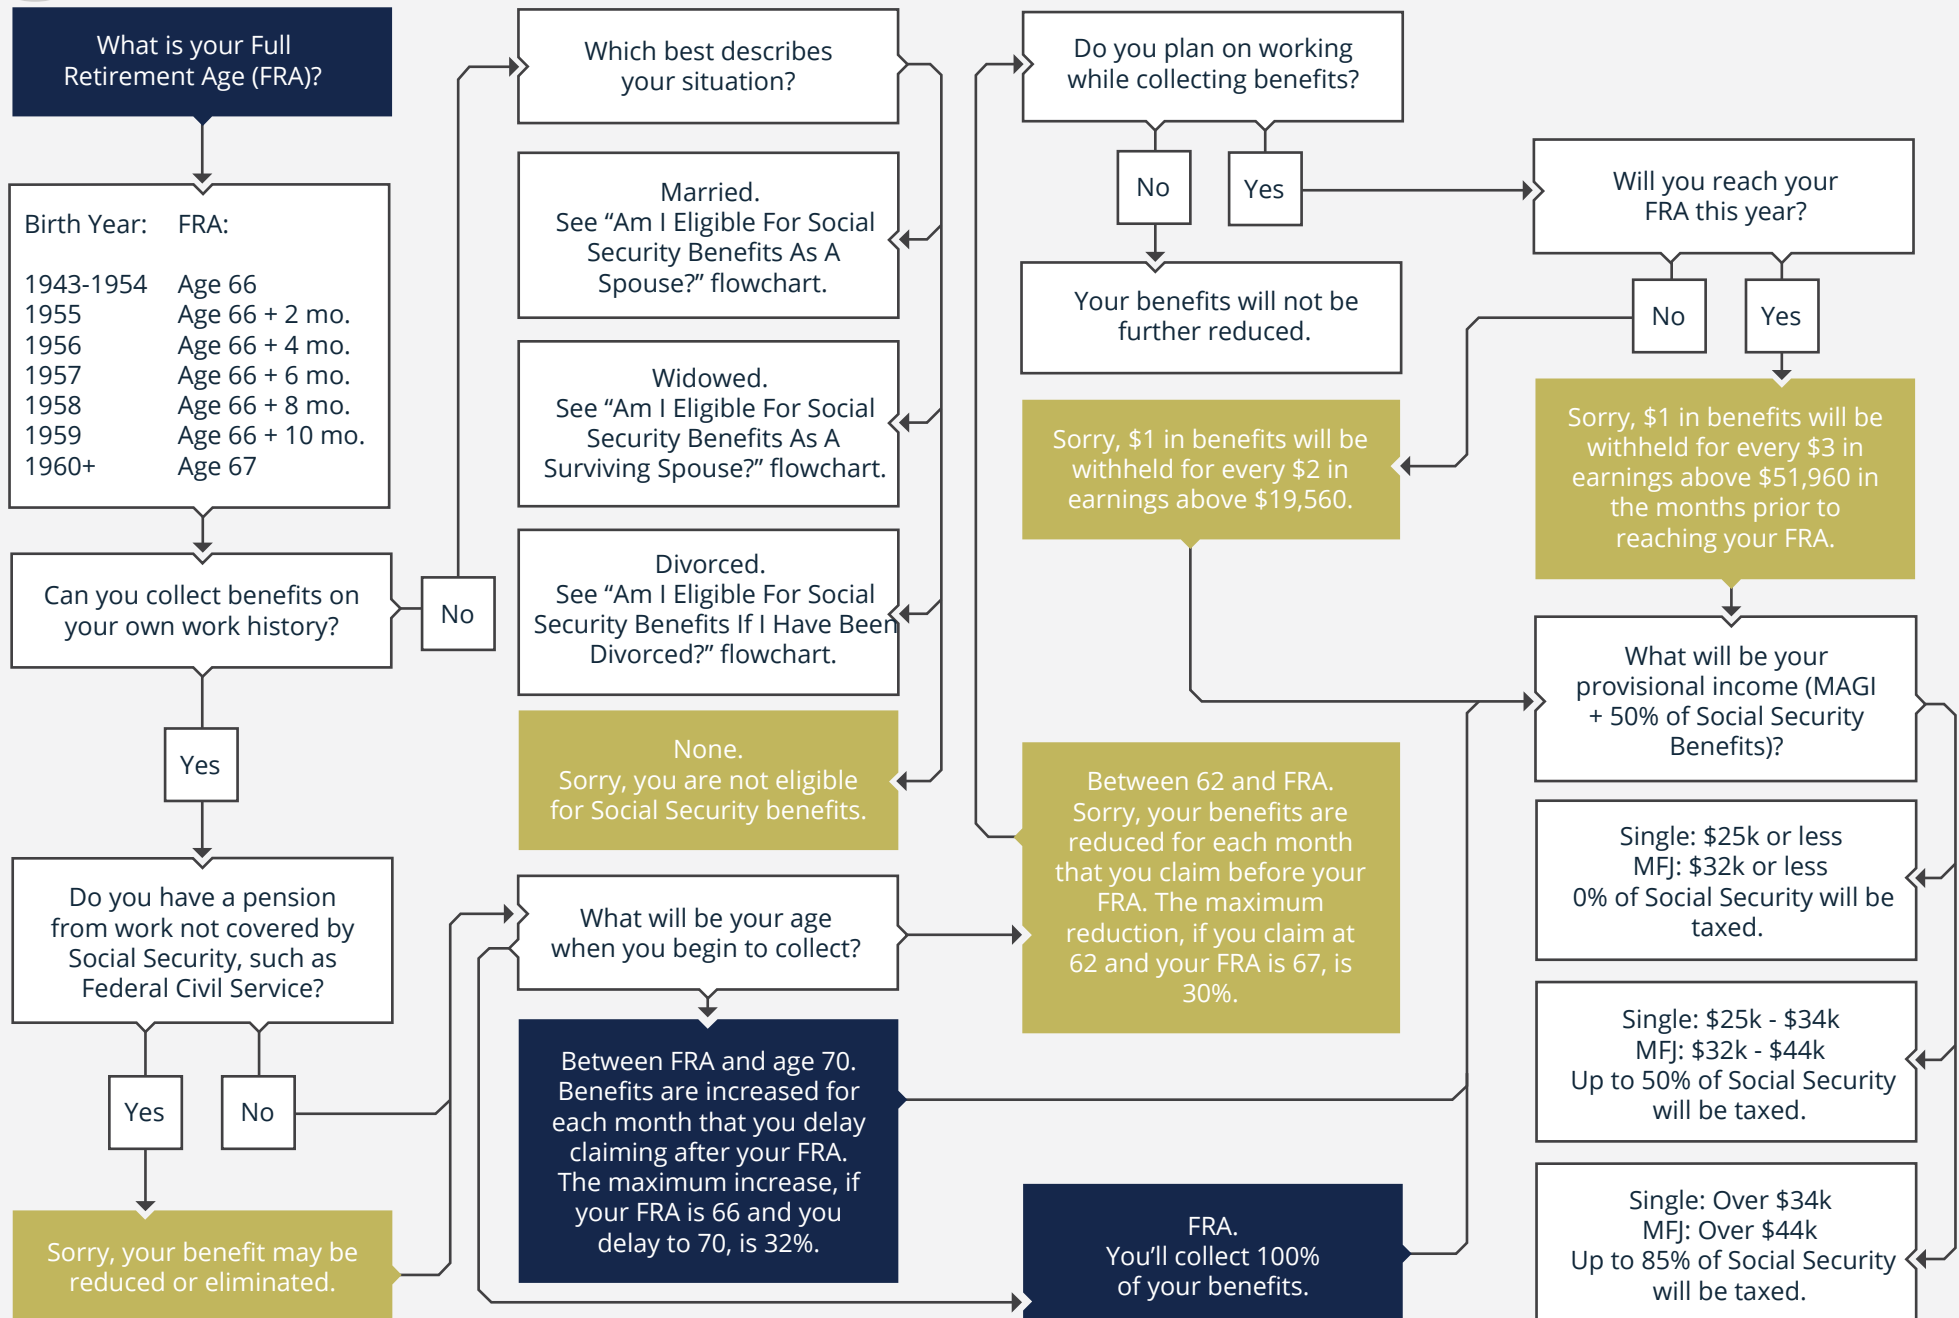 What is your Full
Retirement Age (FRA)?
Birth Year: FRA:
1943-1954 Age 66
1955 Age 66 + 2 mo.
1956 Age 66 + 4 mo.
1957 Age 66 + 6 mo.
1958 Age 66 + 8 mo.
1959 Age 66 + 10 mo.
1960+ Age 67
Can you collect benefits on
your own work history?
No
Yes
Do you have a pension
from work not covered by
Social Security, such as
Federal Civil Service?
Yes
No
Sorry, your benefit may be
reduced or eliminated.
Which best describes
your situation?
Married.
See “Am I Eligible For Social
Security Benefits As A
Spouse?” flowchart.
Widowed.
See “Am I Eligible For Social
Security Benefits As A
Surviving Spouse?” flowchart.
Divorced.
See “Am I Eligible For Social
Security Benefits If I Have Been
Divorced?” flowchart.
None.
Sorry, you are not eligible
for Social Security benefits.
What will be your age
when you begin to collect?
Between FRA and age 70.
Benefits are increased for
each month that you delay
claiming after your FRA.
The maximum increase, if
your FRA is 66 and you
delay to 70, is 32%.
Do you plan on working
while collecting benefits?
No
Yes
Your benefits will not be
further reduced.
Sorry, $1 in benefits will be
withheld for every $2 in
earnings above $19,560.
Between 62 and FRA.
Sorry, your benefits are
reduced for each month
that you claim before your
FRA. The maximum
reduction, if you claim at
62 and your FRA is 67, is
30%.
FRA.
You’ll collect 100%
of your benefits.
Will you reach your
FRA this year?
No
Yes
Sorry, $1 in benefits will be
withheld for every $3 in
earnings above $51,960 in
the months prior to
reaching your FRA.
What will be your
provisional income (MAGI
+ 50% of Social Security
Benefits)?
Single: $25k or less
MFJ: $32k or less
0% of Social Security will be
taxed.
Single: $25k - $34k
MFJ: $32k - $44k
Up to 50% of Social Security
will be taxed.
Single: Over $34k
MFJ: Over $44k
Up to 85% of Social Security
will be taxed.